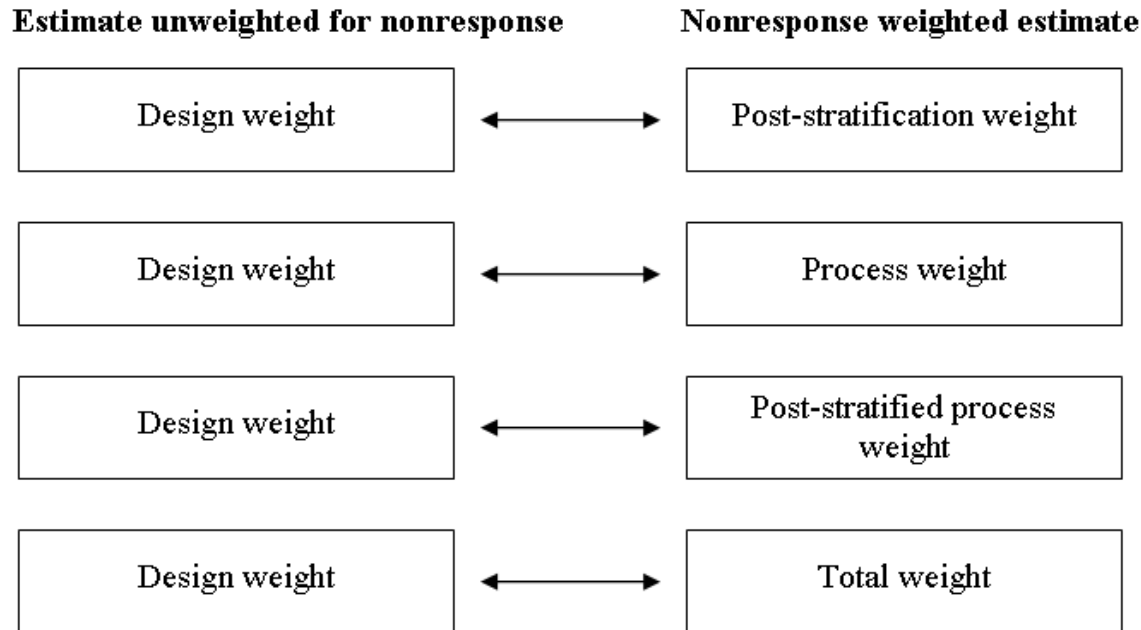 Estimate unweighted for nonresponse
Nonresponse weighted estimate
Design weight
Post-stratification weight
Design weight
Process weight
Design weight
Post-stratified process
weight
Design weight
Total weight